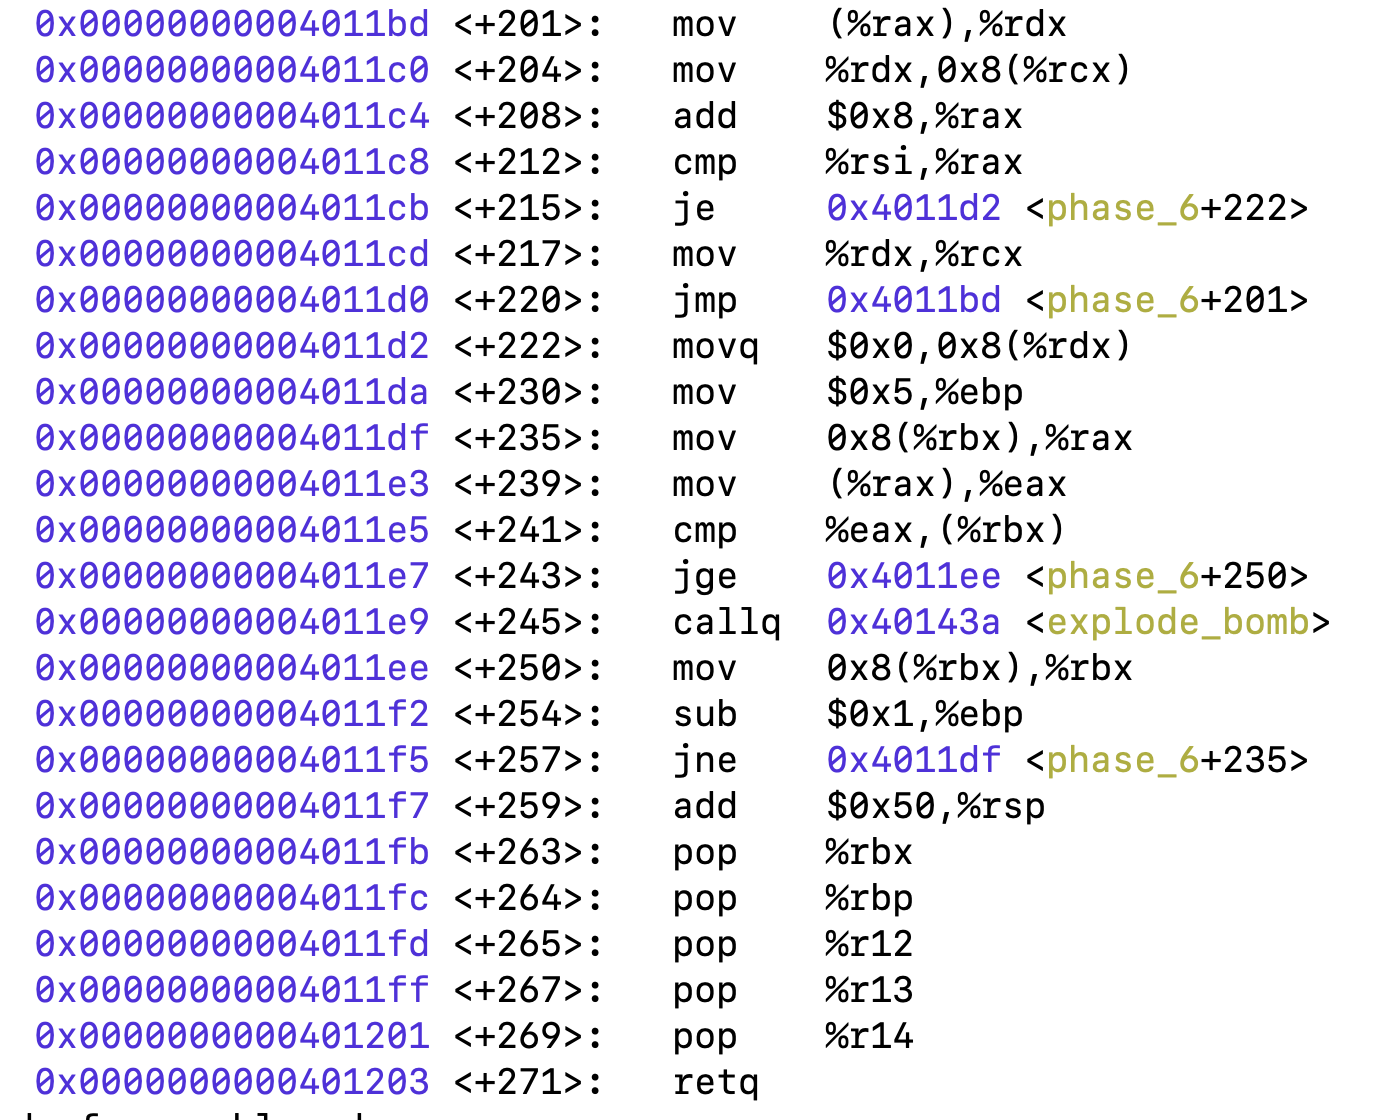 0x00000000004011bd <+201>: mov (%rax),%rdx
0x00000000004011c0 <+204>: mov %rdx,0x8(%rcx)
0x00000000004011c4 <+208>: add $0x8,%rax
0x00000000004011c8 <+212>: cmp %rsi,%rax
0x00000000004011cb <+215>: je 0x4011d2 <phase_6+222>
0x00000000004011cd <+217>: mov %rdx,%rcx
0x00000000004011d0 <+220>: jmp 0x4011bd <phase_6+201>
0x00000000004011d2 <+222>: movq $0x0,0x8(%rdx)
0x00000000004011da <+230>: mov $0x5,%ebp
0x00000000004011df <+235>: mov 0x8(%rbx),%rax
0x00000000004011e3 <+239>: mov (%rax),%eax
0x00000000004011e5 <+241>: cmp %eax,(%rbx)
0x00000000004011e7 <+243>: jge 0x4011ee <phase_6+250>
0x00000000004011e9 <+245>: callq 0x40143a <explode_bomb>
0x00000000004011ee <+250>: mov 0x8(%rbx),%rbx
0x00000000004011f2 <+254>: sub $0x1,%ebp
0x00000000004011f5 <+257>: jne 0x4011df <phase_6+235>
0x00000000004011f7 <+259>: add $0x50,%rsp
0x00000000004011fb <+263>: pop %rbx
0x00000000004011fc <+264>: pop %rbp
0x00000000004011fd <+265>: pop %r12
0x00000000004011ff <+267>: pop %r13
0x0000000000401201 <+269>: pop %r14
0x0000000000401203 <+271>: retq